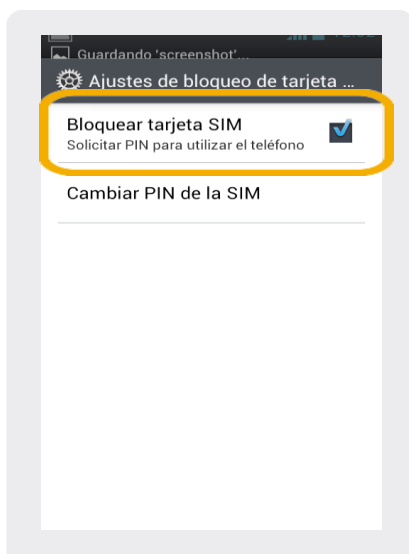 Guardando 'screenshot'...
Ajustes de bloqueo de tarjeta ...
Bloquear tarjeta SIM
Solicitar PIN para utilizar el teléfono
Cambiar PIN de la SIM